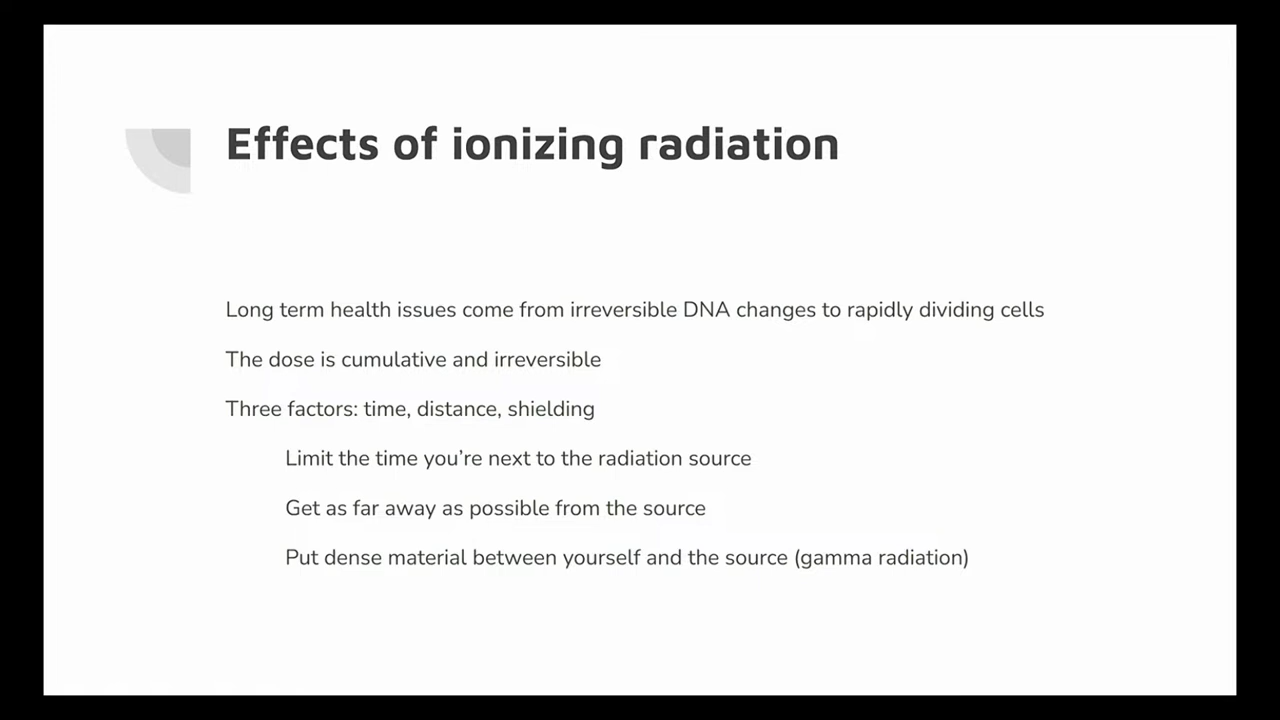 Effects of ionizing radiation
Long term health issues come from irreversible DNA changes to rapidly dividing cells
The dose is cumulative and irreversible
Three factors: time, distance, shielding
Limit the time you’re next to the radiation source
Get as far away as possible from the source
Put dense material between yourself and the source (gamma radiation)